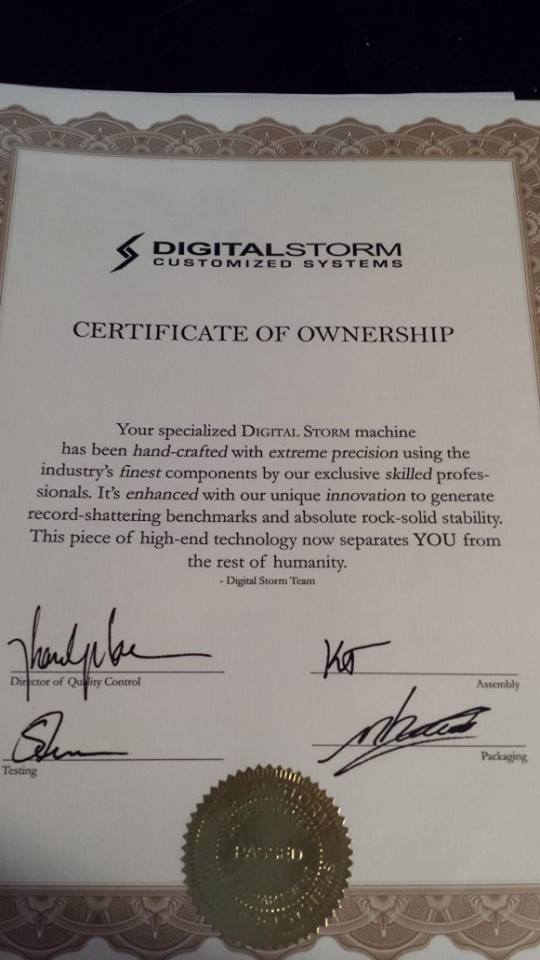 DIGITALSTORM
CUSTOMIZED SYSTEMS
CERTIFICATE OF OWNERSHIP
Your specialized DIGITAL STORM machine
has been hand-crafted with extreme precision using the
industry's finest components by our exclusive skilled profes-
sionals. It's enhanced with our unique innovation to generate
record-shattering benchmarks and absolute rock-solid stability.
This piece of high-end technology now separates YOU from
the rest of humanity.
- Digital Storm Team
Director of Quality Control
Assembly
Testing
Packaging
DIGITAL STORM
PASSED